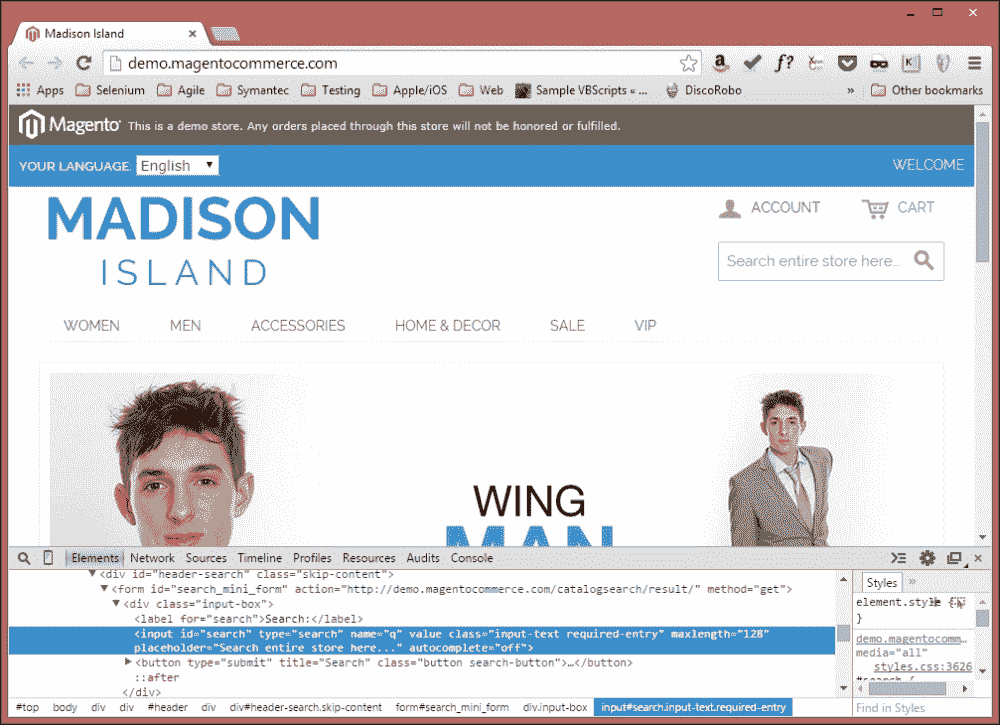 Madison Island
demo.magentocommerce.com
Apps Selenium Agile Symantec Testing Apple/iOS Web Sample VBScripts « ... DiscoRobo » Other bookmarks
Magento This is a demo store. Any orders placed through this store will not be honored or fulfilled.
YOUR LANGUAGE: English WELCOME
MADISON
ISLAND
ACCOUNT CART
Search entire store here...
WOMEN MEN ACCESSORIES HOME & DECOR SALE VIP
WING
MAN
Elements Network Sources Timeline Profiles Resources Audits Console
▼<div id="header-search" class="skip-content">
▼<form id="search_mini_form" action="http://demo.magentocommerce.com/catalogsearch/result/" method="get">
▼<div class="input-box">
<label for="search">Search:</label>
<input id="search" type="search" name="q" value class="input-text required-entry" maxlength="128"
placeholder="Search entire store here..." autocomplete="off">
▶<button type="submit" title="Search" class="button search-button">…</button>
::after
</div>
Styles »
element.style {
}
demo.magentocomm…
media="all"
styles.css:3626
#search {
#top body div div #header div div#header-search.skip-content form#search_mini_form div.input-box input#search.input-text.required-entry
Find in Styles